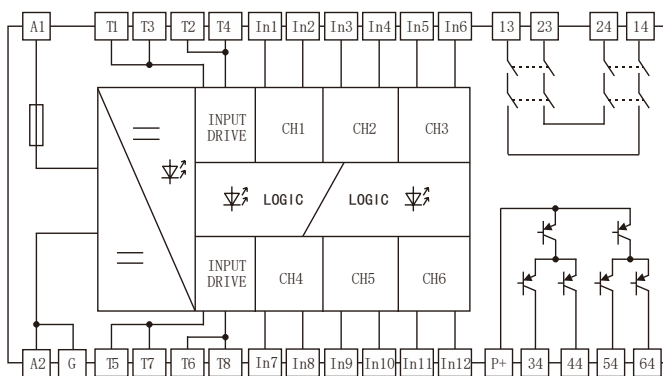 A1 T1 T3 T2 T4 In1 In2 In3 In4 In5 In6 13 23 24 14
INPUT
DRIVE
CH1 CH2 CH3
LOGIC LOGIC
INPUT
DRIVE
CH4 CH5 CH6
A2 G T5 T7 T6 T8 In7 In8 In9 In10 In11 In12 P+ 34 44 54 64